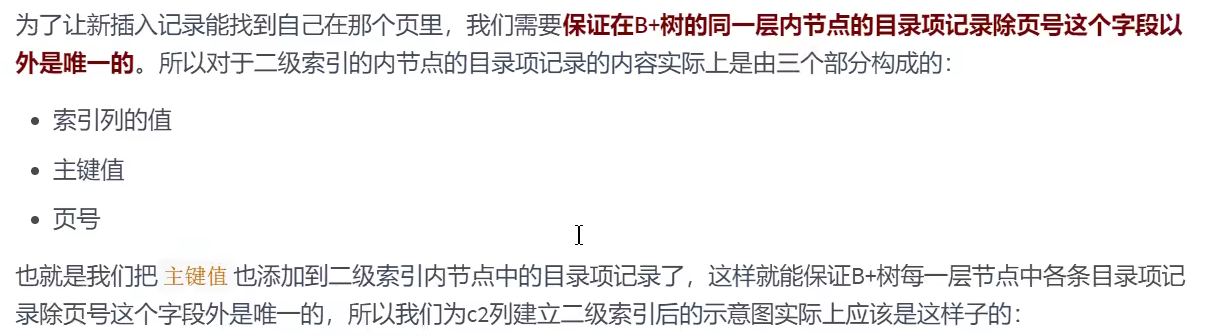 为了让新插入记录能找到自己在那个页里，我们需要保证在B+树的同一层内节点的目录项记录除页号这个字段以
外是唯一的。所以对于二级索引的内节点的目录项记录的内容实际上是由三个部分构成的：
• 索引列的值
• 主键值
• 页号
也就是我们把 主键值 也添加到二级索引内节点中的目录项记录了，这样就能保证B+树每一层节点中各条目录项记
录除页号这个字段外是唯一的，所以我们为c2列建立二级索引后的示意图实际上应该是这样子的：